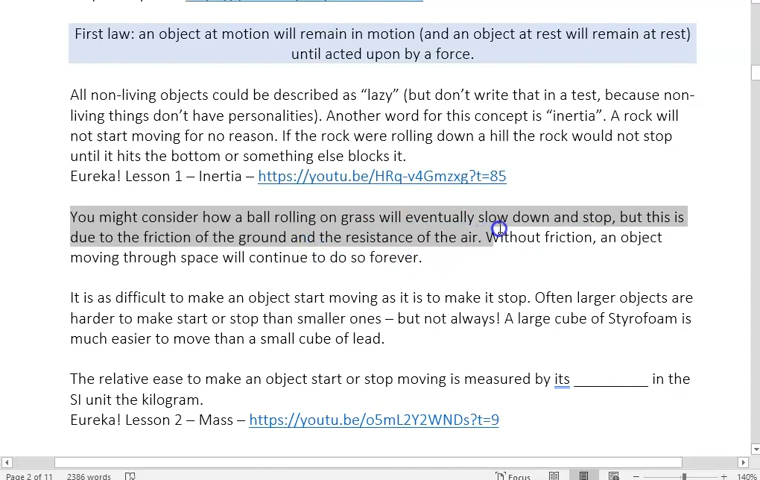 First law: an object at motion will remain in motion (and an object at rest will remain at rest)
until acted upon by a force.
All non-living objects could be described as “lazy” (but don’t write that in a test, because non-
living things don’t have personalities). Another word for this concept is “inertia”. A rock will
not start moving for no reason. If the rock were rolling down a hill the rock would not stop
until it hits the bottom or something else blocks it.
Eureka! Lesson 1 – Inertia – https://youtu.be/HRq-v4Gmzxg?t=85
You might consider how a ball rolling on grass will eventually slow down and stop, but this is
due to the friction of the ground and the resistance of the air. Without friction, an object
moving through space will continue to do so forever.
It is as difficult to make an object start moving as it is to make it stop. Often larger objects are
harder to make start or stop than smaller ones – but not always! A large cube of Styrofoam is
much easier to move than a small cube of lead.
The relative ease to make an object start or stop moving is measured by its __________ in the
SI unit the kilogram.
Eureka! Lesson 2 – Mass – https://youtu.be/o5mL2Y2WNDs?t=9
Page 2 of 11 2386 words Focus 140%